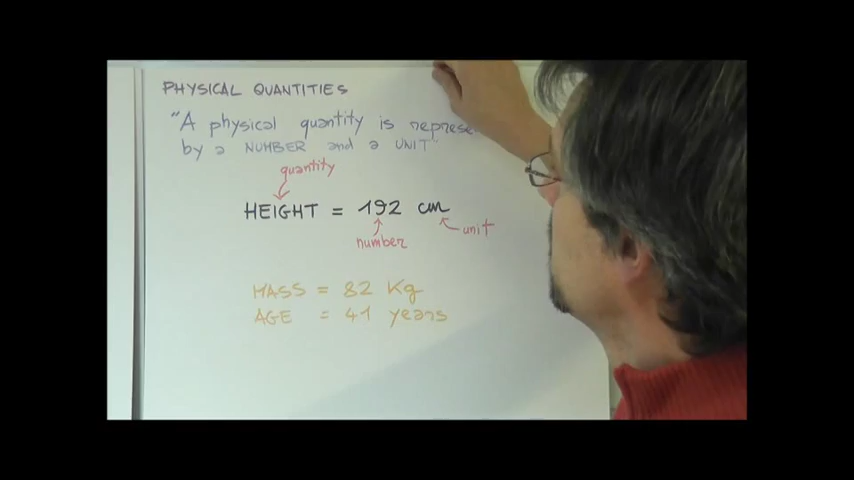 PHYSICAL QUANTITIES
"A physical quantity is
by a NUMBER and a UNIT"
quantity
HEIGHT = 192 cm
number
unit
MASS = 82 Kg
AGE = 41 years